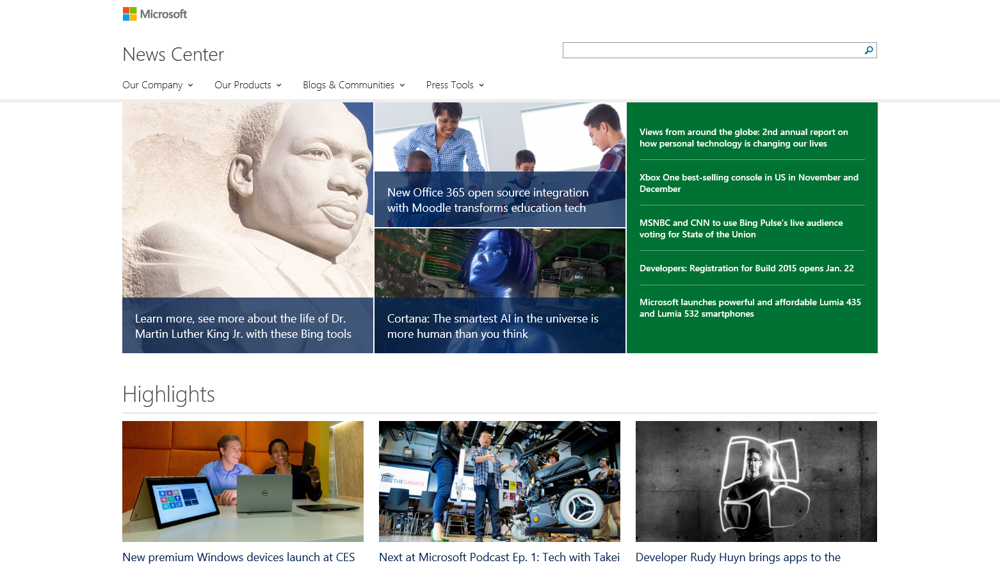 Microsoft
News Center
Our Company
Our Products
Blogs & Communities
Press Tools
Learn more, see more about the life of Dr.
Martin Luther King Jr. with these Bing tools
New Office 365 open source integration
with Moodle transforms education tech
Cortana: The smartest AI in the universe is
more human than you think
Views from around the globe: 2nd annual report on
how personal technology is changing our lives
Xbox One best-selling console in US in November and
December
MSNBC and CNN to use Bing Pulse’s live audience
voting for State of the Union
Developers: Registration for Build 2015 opens Jan. 22
Microsoft launches powerful and affordable Lumia 435
and Lumia 532 smartphones
Highlights
DELL
THEGARAGE
THE
New premium Windows devices launch at CES
Next at Microsoft Podcast Ep. 1: Tech with Takei
Developer Rudy Huyn brings apps to the